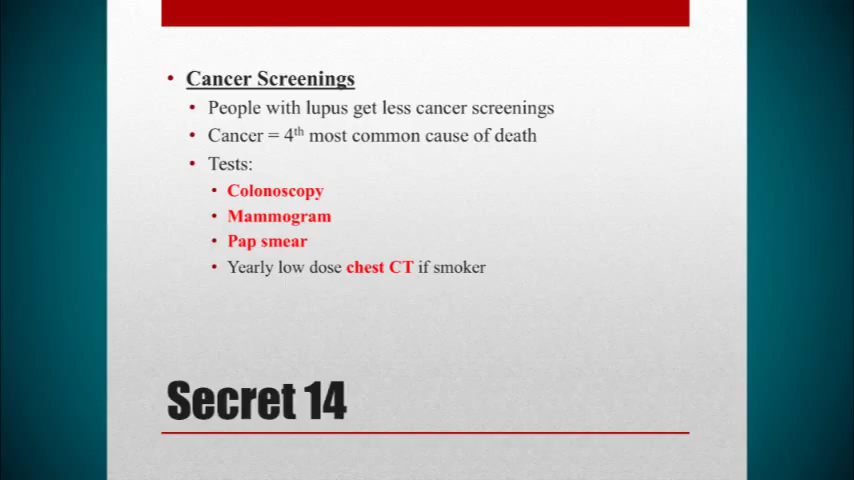 Cancer Screenings
People with lupus get less cancer screenings
Cancer = 4th most common cause of death
Tests:
Colonoscopy
Mammogram
Pap smear
Yearly low dose chest CT if smoker
Secret 14